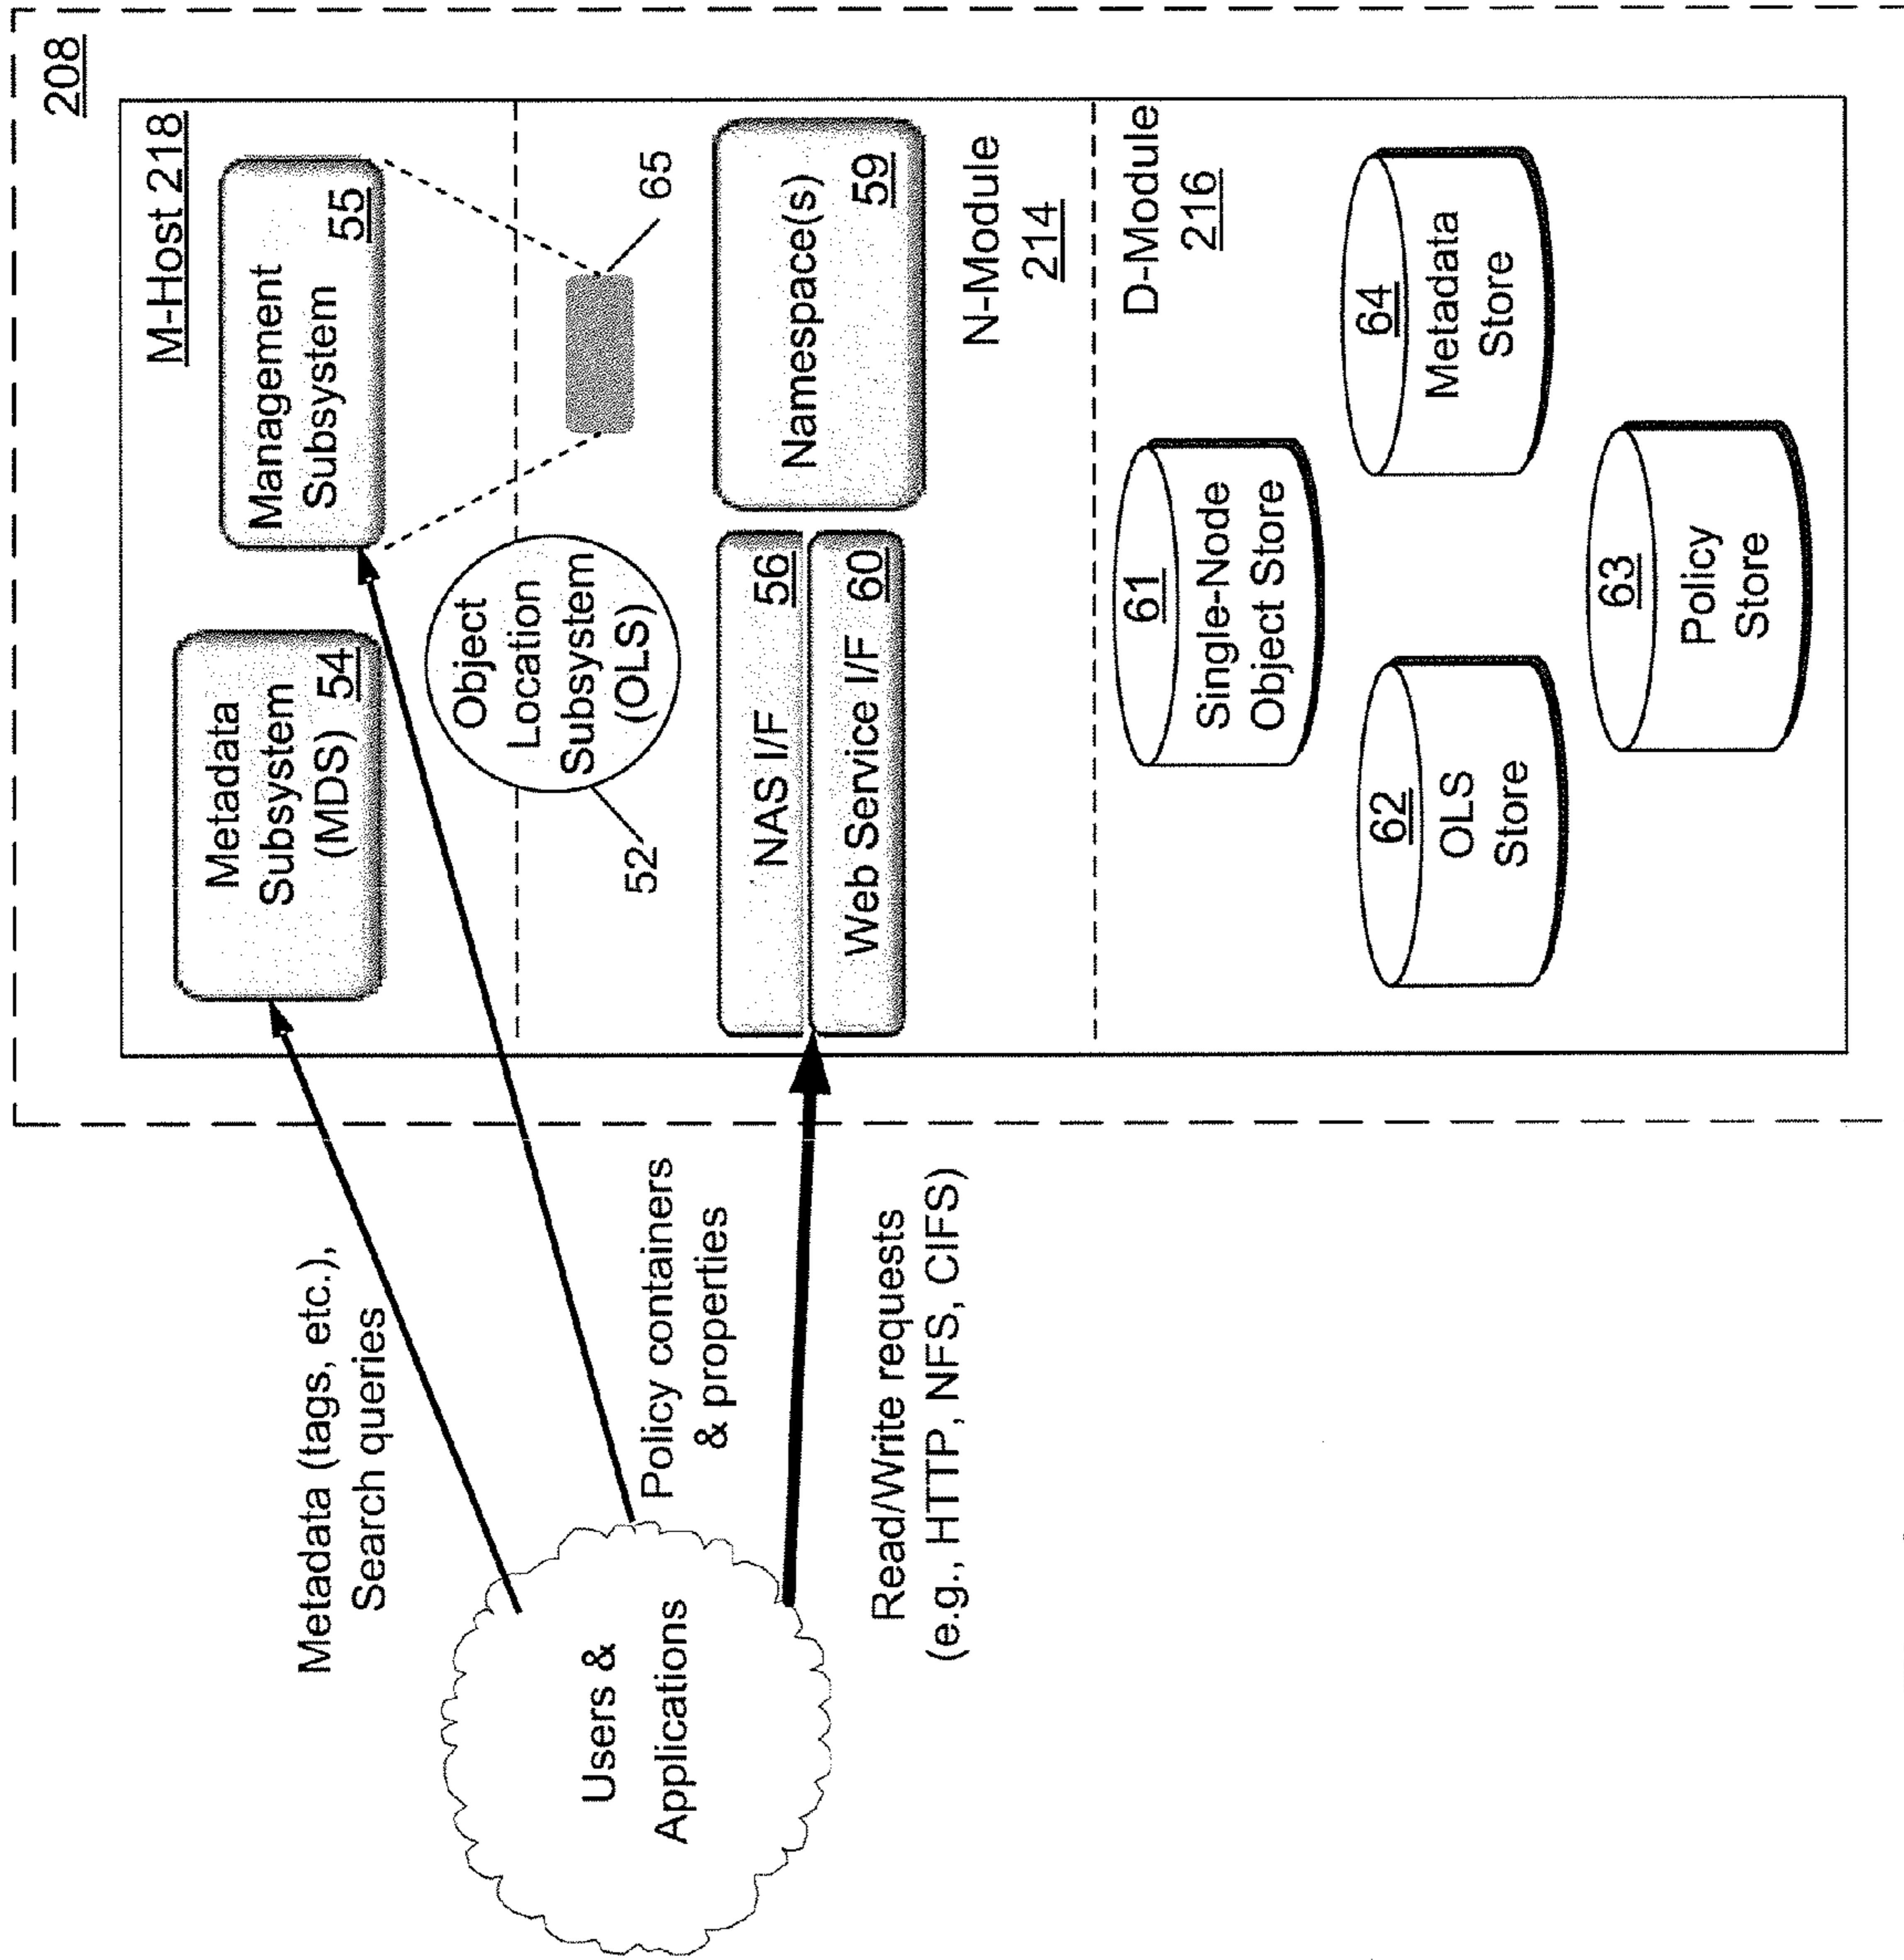 208
M-Host 218
Metadata
Subsystem
(MDS) 54
Management
Subsystem
55
Object
Location
Subsystem
(OLS)
52
65
NAS I/F 56
Web Service I/F 60
Namespace(s)
59
N-Module
214
D-Module
216
61
Single-Node
Object Store
62
OLS
Store
64
Metadata
Store
63
Policy
Store
Metadata (tags, etc.),
Search queries
Policy containers
& properties
Read/Write requests
(e.g., HTTP, NFS, CIFS)
Users &
Applications